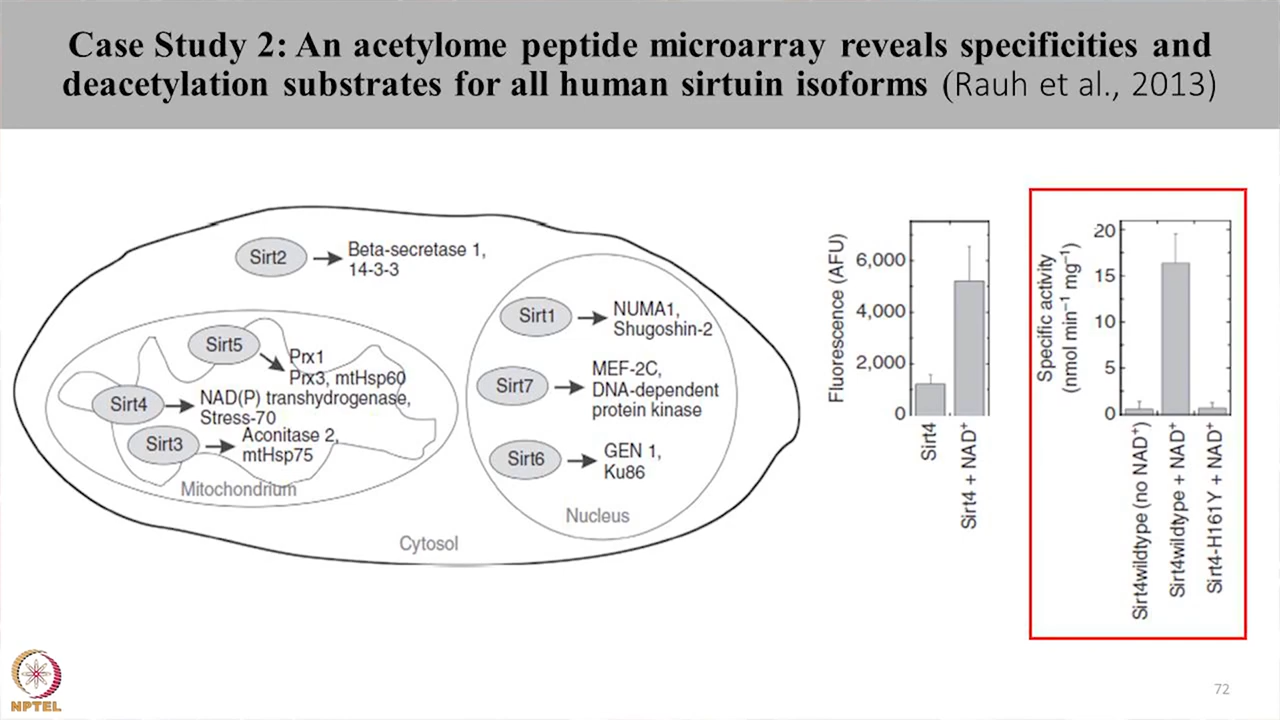 Case Study 2: An acetylome peptide microarray reveals specificities and
deacetylation substrates for all human sirtuin isoforms (Rauh et al., 2013)
Sirt2
Beta-secretase 1,
14-3-3
Sirt5
Prx1
Prx3, mtHsp60
Sirt4
NAD(P) transhydrogenase,
Stress-70
Sirt3
Aconitase 2,
mtHsp75
Mitochondrium
Sirt1
NUMA1,
Shugoshin-2
Sirt7
MEF-2C,
DNA-dependent
protein kinase
Sirt6
GEN 1,
Ku86
Nucleus
Cytosol
Fluorescence (AFU)
6,000
4,000
2,000
0
Sirt4
Sirt4 + NAD⁺
Specific activity
(nmol min⁻¹ mg⁻¹)
20
15
10
5
0
Sirt4wildtype (no NAD⁺)
Sirt4wildtype + NAD⁺
Sirt4-H161Y + NAD⁺
NPTEL
72